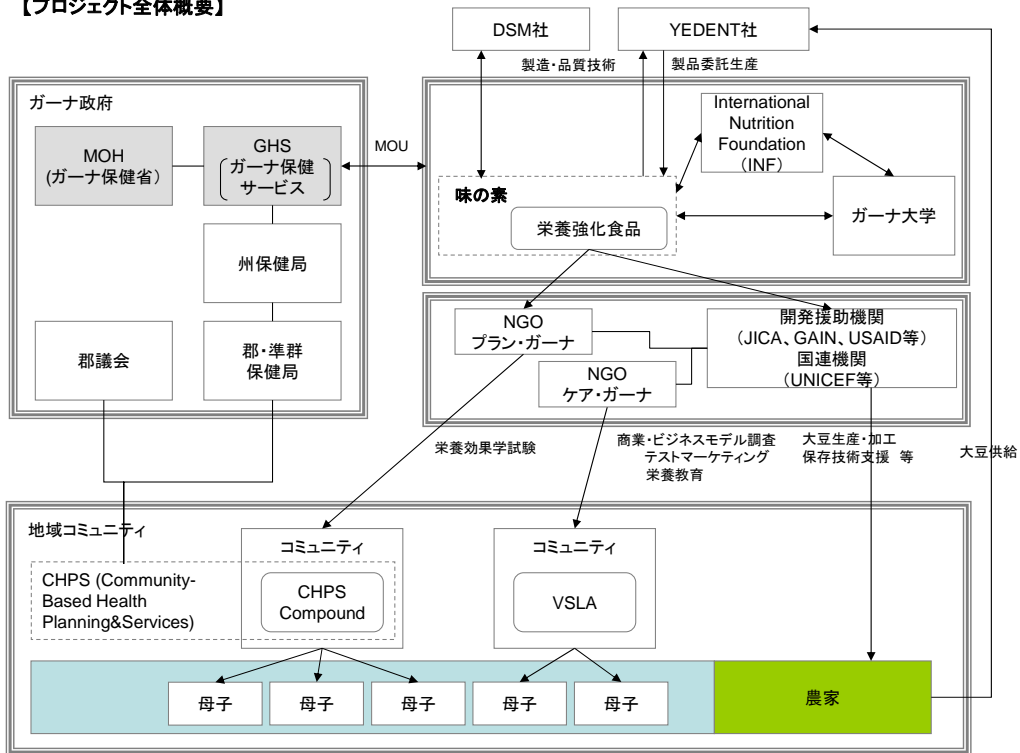 【プロジェクト全体概要】
DSM社
YEDENT社
製造・品質技術
製品委託生産
ガーナ政府
MOH
(ガーナ保健省)
GHS
ガーナ保健
サービス
MOU
International
Nutrition
Foundation
(INF)
味の素
栄養強化食品
ガーナ大学
州保健局
郡議会
郡・準群
保健局
NGO
プラン・ガーナ
NGO
ケア・ガーナ
開発援助機関
(JICA、GAIN、USAID等)
国連機関
(UNICEF等)
栄養効果学試験
商業・ビジネスモデル調査
テストマーケティング
栄養教育
大豆生産・加工
保存技術支援 等
大豆供給
地域コミュニティ
コミュニティ
コミュニティ
CHPS (Community-
Based Health
Planning&Services)
CHPS
Compound
VSLA
母子
母子
母子
母子
母子
農家